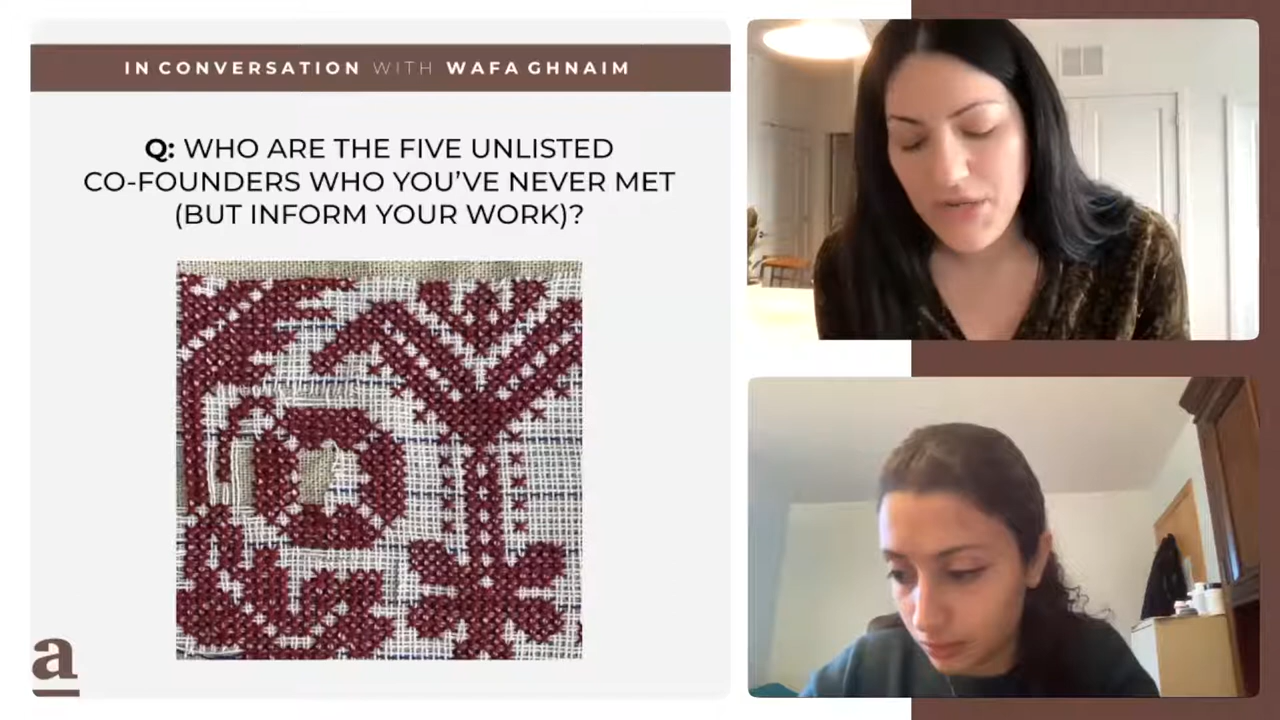 IN CONVERSATION WITH WAFA GHNAIM
Q: WHO ARE THE FIVE UNLISTED
CO-FOUNDERS WHO YOU’VE NEVER MET
(BUT INFORM YOUR WORK)?
a